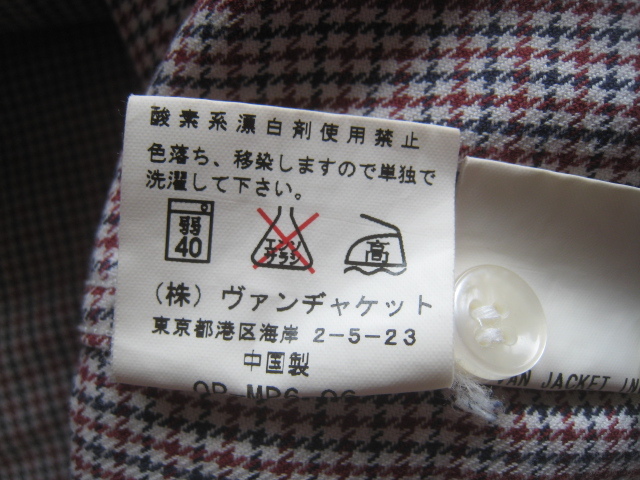 酸素系漂白剤使用禁止
色落ち、移染しますので単独で
洗濯して下さい。
弱
40
エンソ
サラシ
高
(株) ヴァンヂャケット
東京都港区海岸 2-5-23
中国製
JACKET IN